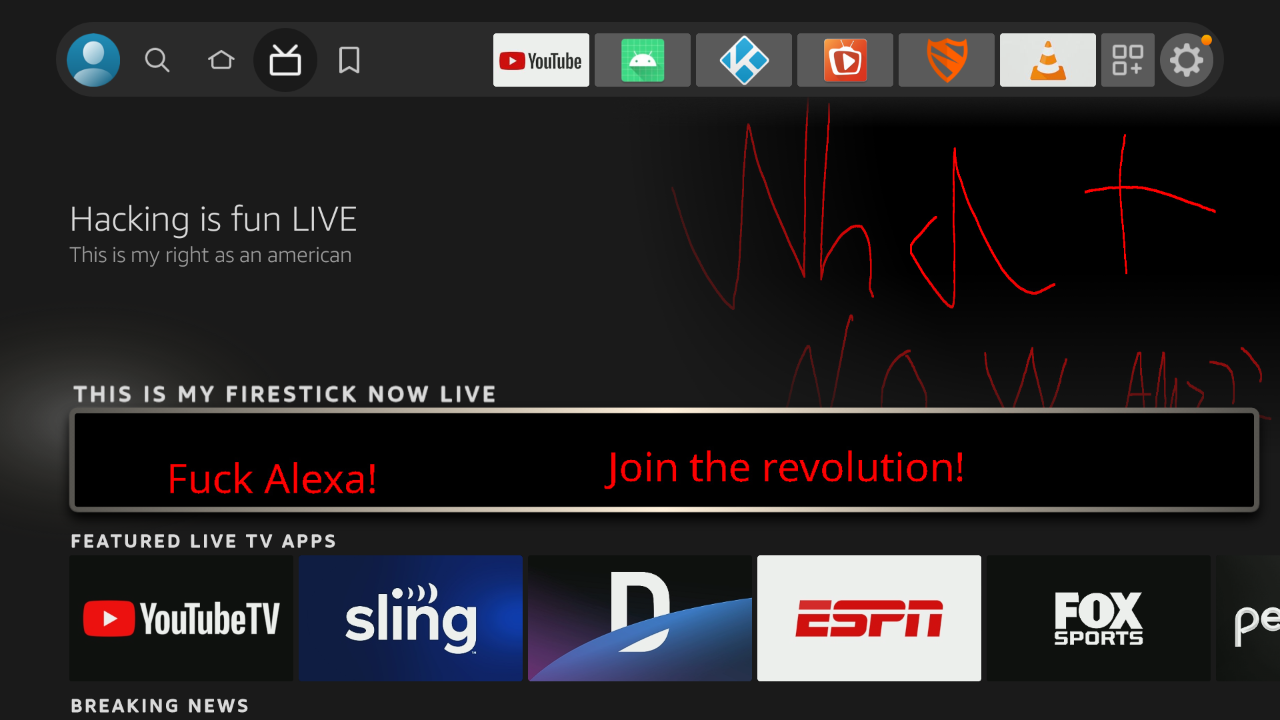 YouTube
What
Hacking is fun LIVE
This is my right as an american
Now
THIS IS MY FIRESTICK NOW LIVE
Fuck Alexa! Join the revolution!
FEATURED LIVE TV APPS
YouTubeTV sling D ESPN FOX SPORTS pe
BREAKING NEWS